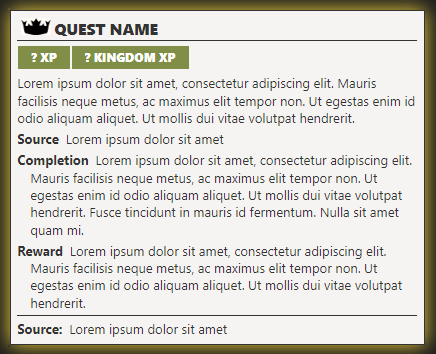 QUEST NAME
? XP ? KINGDOM XP
Lorem ipsum dolor sit amet, consectetur adipiscing elit. Mauris
facilisis neque metus, ac maximus elit tempor non. Ut egestas enim id
odio aliquam aliquet. Ut mollis dui vitae volutpat hendrerit.
Source Lorem ipsum dolor sit amet
Completion Lorem ipsum dolor sit amet, consectetur adipiscing elit.
Mauris facilisis neque metus, ac maximus elit tempor non. Ut
egestas enim id odio aliquam aliquet. Ut mollis dui vitae volutpat
hendrerit. Fusce tincidunt in mauris id fermentum. Nulla sit amet
quam mi.
Reward Lorem ipsum dolor sit amet, consectetur adipiscing elit.
Mauris facilisis neque metus, ac maximus elit tempor non. Ut
egestas enim id odio aliquam aliquet. Ut mollis dui vitae volutpat
hendrerit.
Source: Lorem ipsum dolor sit amet